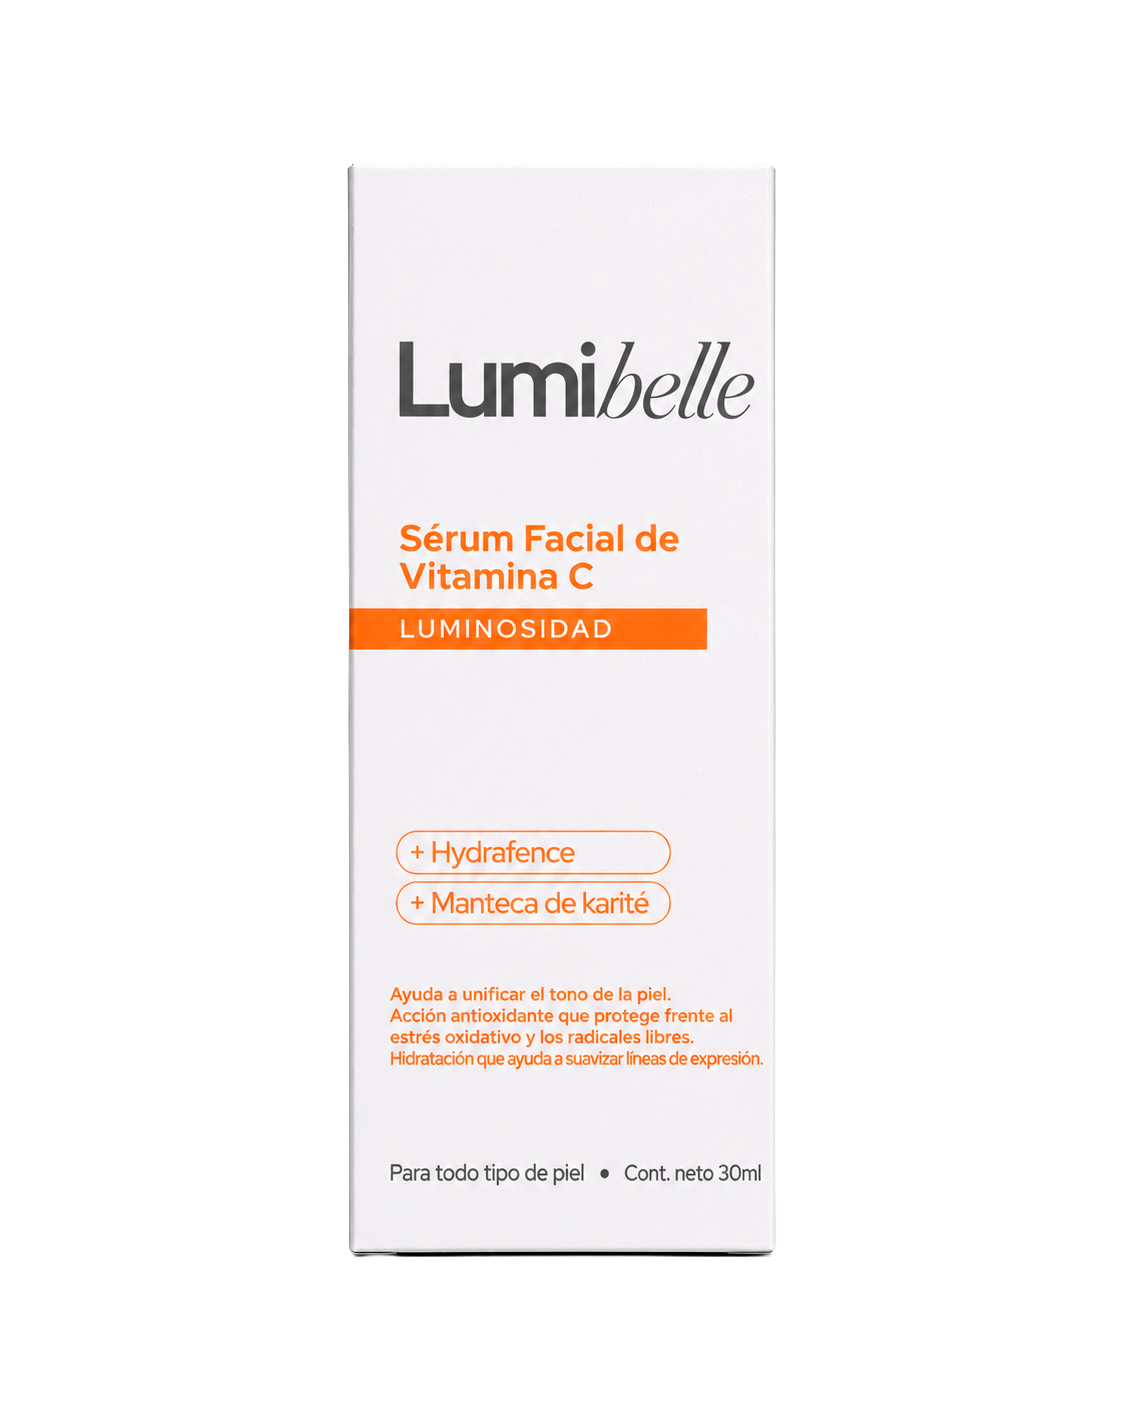 Lumibelle
Sérum Facial de
Vitamina C
LUMINOSIDAD
+ Hydrafence
+ Manteca de karité
Ayuda a unificar el tono de la piel.
Acción antioxidante que protege frente al
estrés oxidativo y los radicales libres.
Hidratación que ayuda a suavizar líneas de expresión.
Para todo tipo de piel • Cont. neto 30ml